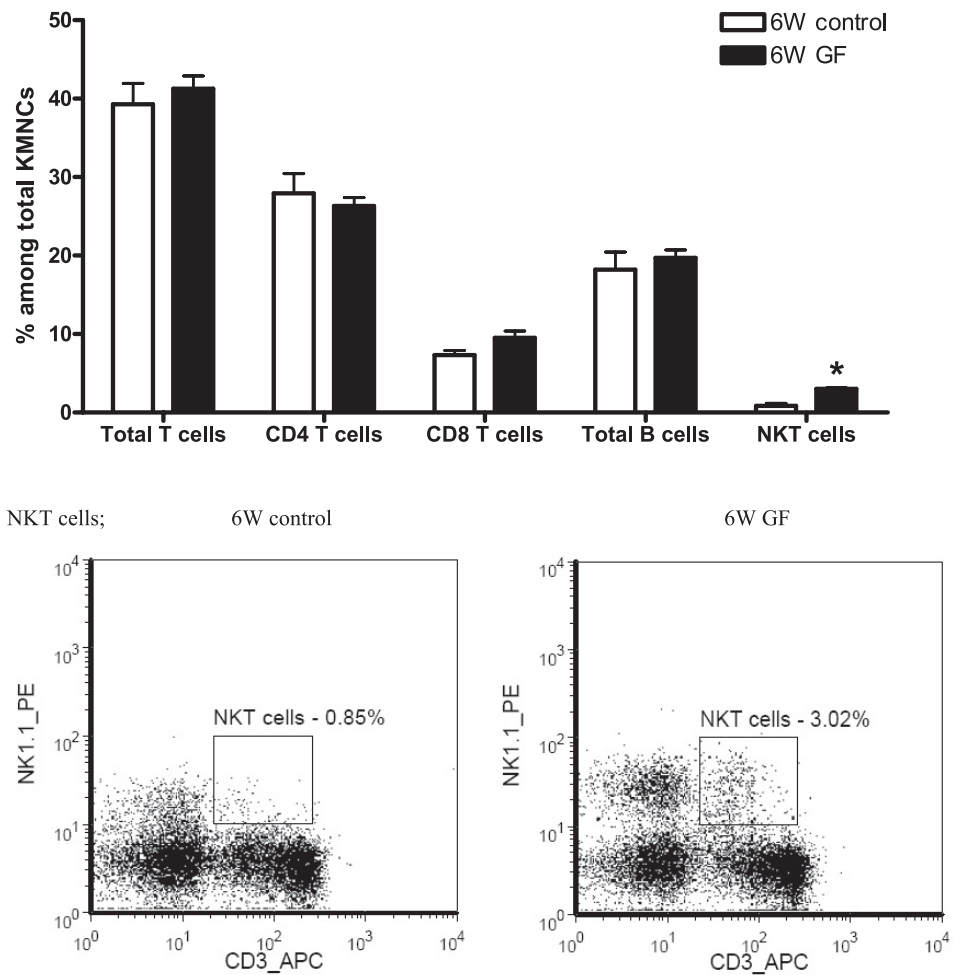 50
40
30
20
10
0
% among total KMNCs
6W control
6W GF
*
Total T cells CD4 T cells CD8 T cells Total B cells NKT cells
NKT cells; 6W control 6W GF
10⁴
10³
10²
10¹
10⁰
NK1.1_PE
NKT cells - 0.85%
10⁰ 10¹ 10² 10³ 10⁴
CD3_APC
10⁴
10³
10²
10¹
10⁰
NK1.1_PE
NKT cells - 3.02%
10⁰ 10¹ 10² 10³ 10⁴
CD3_APC